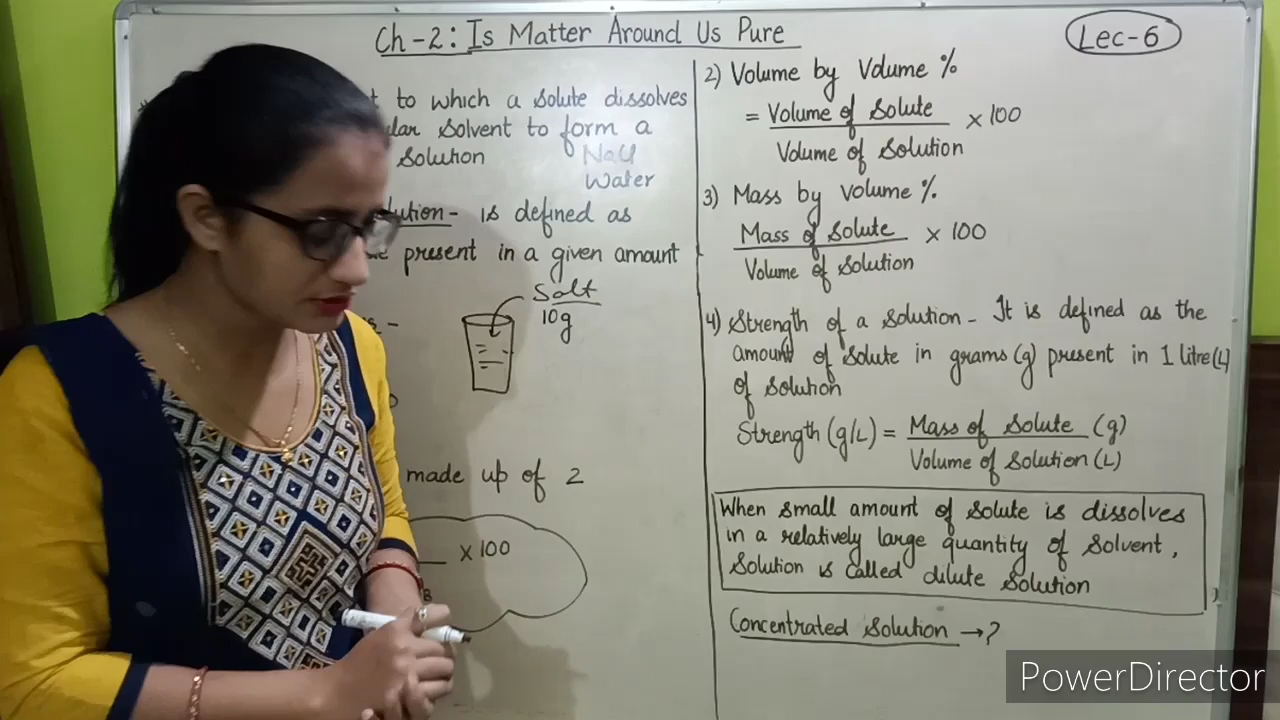 Ch-2: Is Matter Around Us Pure
Lec-6
to which a solute dissolves
solvent to form a
solution
NaCl
Water
is defined as
present in a given amount
Salt
10g
made up of 2
x 100
B
2) Volume by Volume %
= Volume of Solute x 100
Volume of Solution
3) Mass by Volume %.
Mass of Solute x 100
Volume of Solution
4) Strength of a solution - It is defined as the
amount of solute in grams (g) present in 1 litre (L)
of solution
Strength (g/L) = Mass of Solute (g)
Volume of Solution (L)
When small amount of solute is dissolves
in a relatively large quantity of solvent,
solution is called dilute solution
Concentrated Solution → ?
PowerDirector